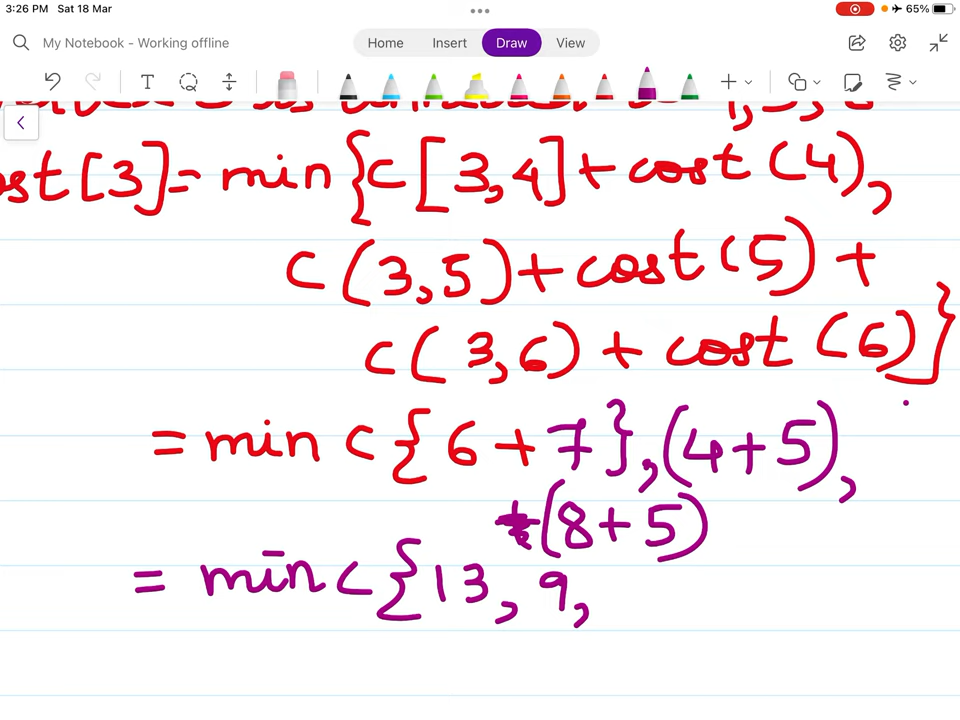 3:26 PM Sat 18 Mar
65%
My Notebook - Working offline
Home Insert Draw View
ost[3]= min{c[3,4]+cost(4),
c(3,5)+cost(5)+
c(3,6)+cost(6)}
=min c{6+7},(4+5),
(8+5)
=min c{13, 9,